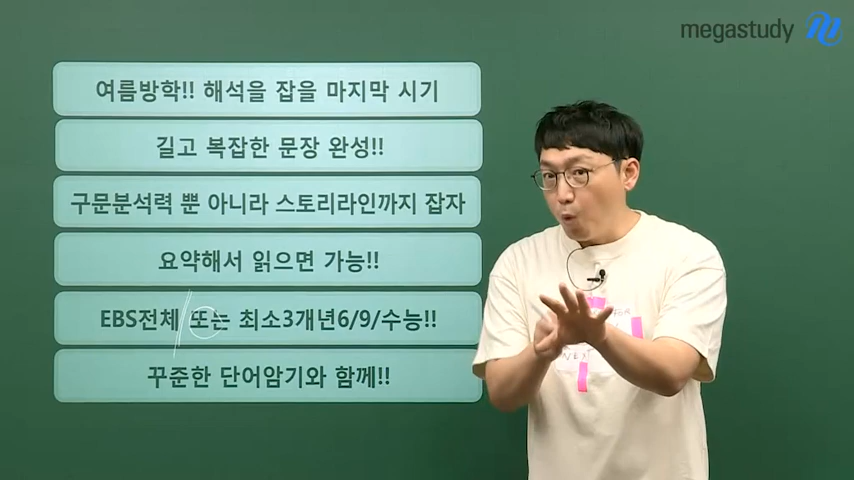 megastudy
여름방학!! 해석을 잡을 마지막 시기
길고 복잡한 문장 완성!!
구문분석력 뿐 아니라 스토리라인까지 잡자
요약해서 읽으면 가능!!
EBS전체 또는 최소3개년6/9/수능!!
꾸준한 단어암기와 함께!!
NEXT